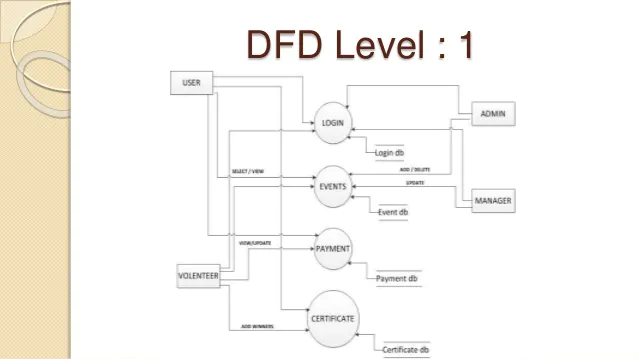 DFD Level : 1
USER
LOGIN
ADMIN
Login db
SELECT / VIEW
ADD / DELETE
EVENTS
UPDATE
MANAGER
Event db
VIEW/UPDATE
PAYMENT
VOLENTEER
Payment db
CERTIFICATE
ADD WINNERS
Certificate db